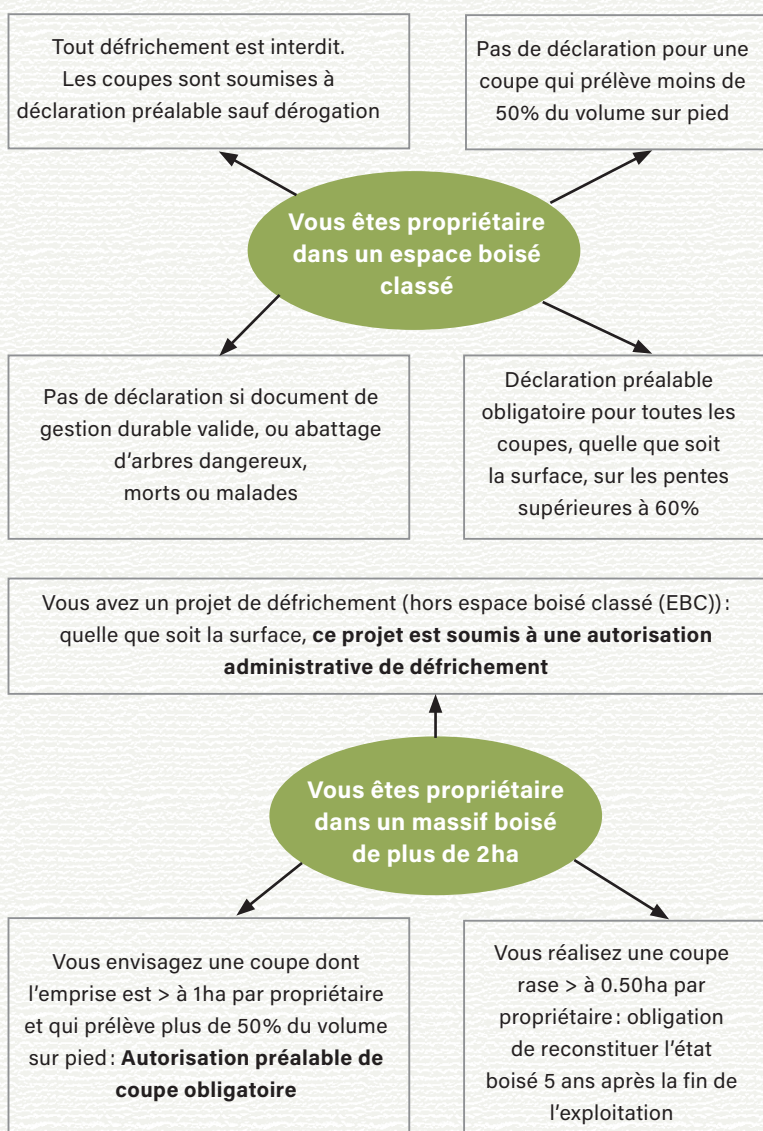 Tout défrichement est interdit.
Les coupes sont soumises à
déclaration préalable sauf dérogation
Pas de déclaration pour une
coupe qui prélève moins de
50% du volume sur pied
Vous êtes propriétaire
dans un espace boisé
classé
Pas de déclaration si document de
gestion durable valide, ou abattage
d'arbres dangereux,
morts ou malades
Déclaration préalable
obligatoire pour toutes les
coupes, quelle que soit
la surface, sur les pentes
supérieures à 60%
Vous avez un projet de défrichement (hors espace boisé classé (EBC)) :
quelle que soit la surface, ce projet est soumis à une autorisation
administrative de défrichement
Vous êtes propriétaire
dans un massif boisé
de plus de 2ha
Vous envisagez une coupe dont
l'emprise est > à 1ha par propriétaire
et qui prélève plus de 50% du volume
sur pied : Autorisation préalable de
coupe obligatoire
Vous réalisez une coupe
rase > à 0.50ha par
propriétaire : obligation
de reconstituer l'état
boisé 5 ans après la fin de
l'exploitation